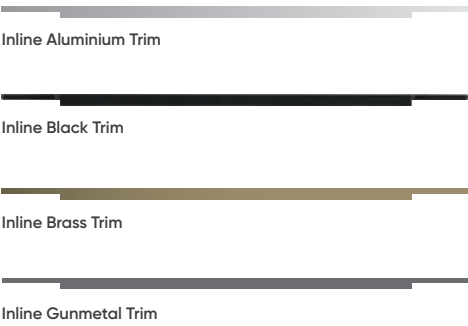 Inline Aluminium Trim
Inline Black Trim
Inline Brass Trim
Inline Gunmetal Trim